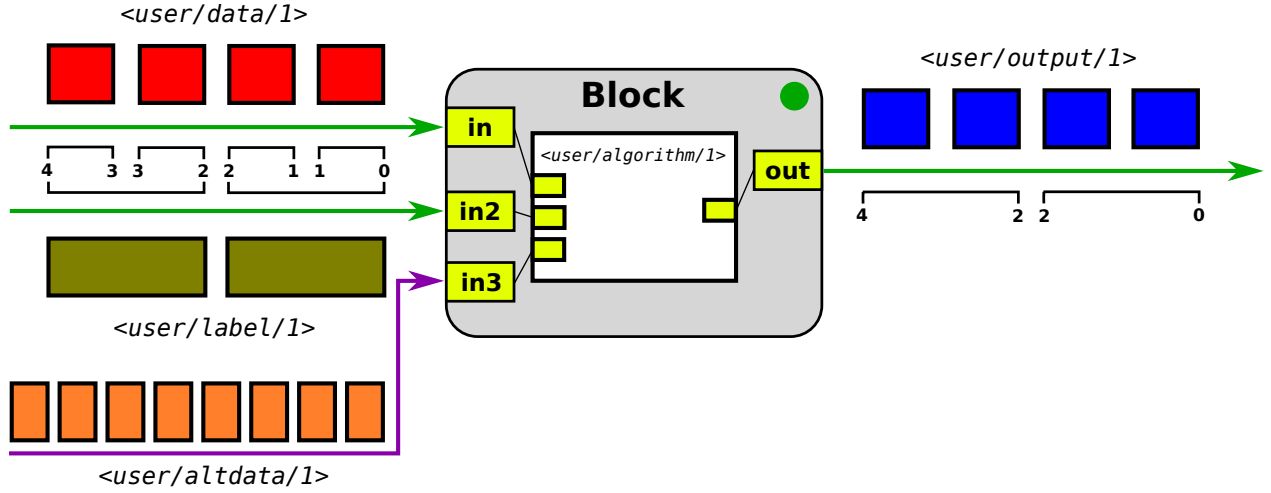 <user/data/1>
<user/output/1>
Block
in
<user/algorithm/1>
out
4 3 3 2 2 1 1 0
in2
4 2 2 0
in3
<user/label/1>
<user/altdata/1>